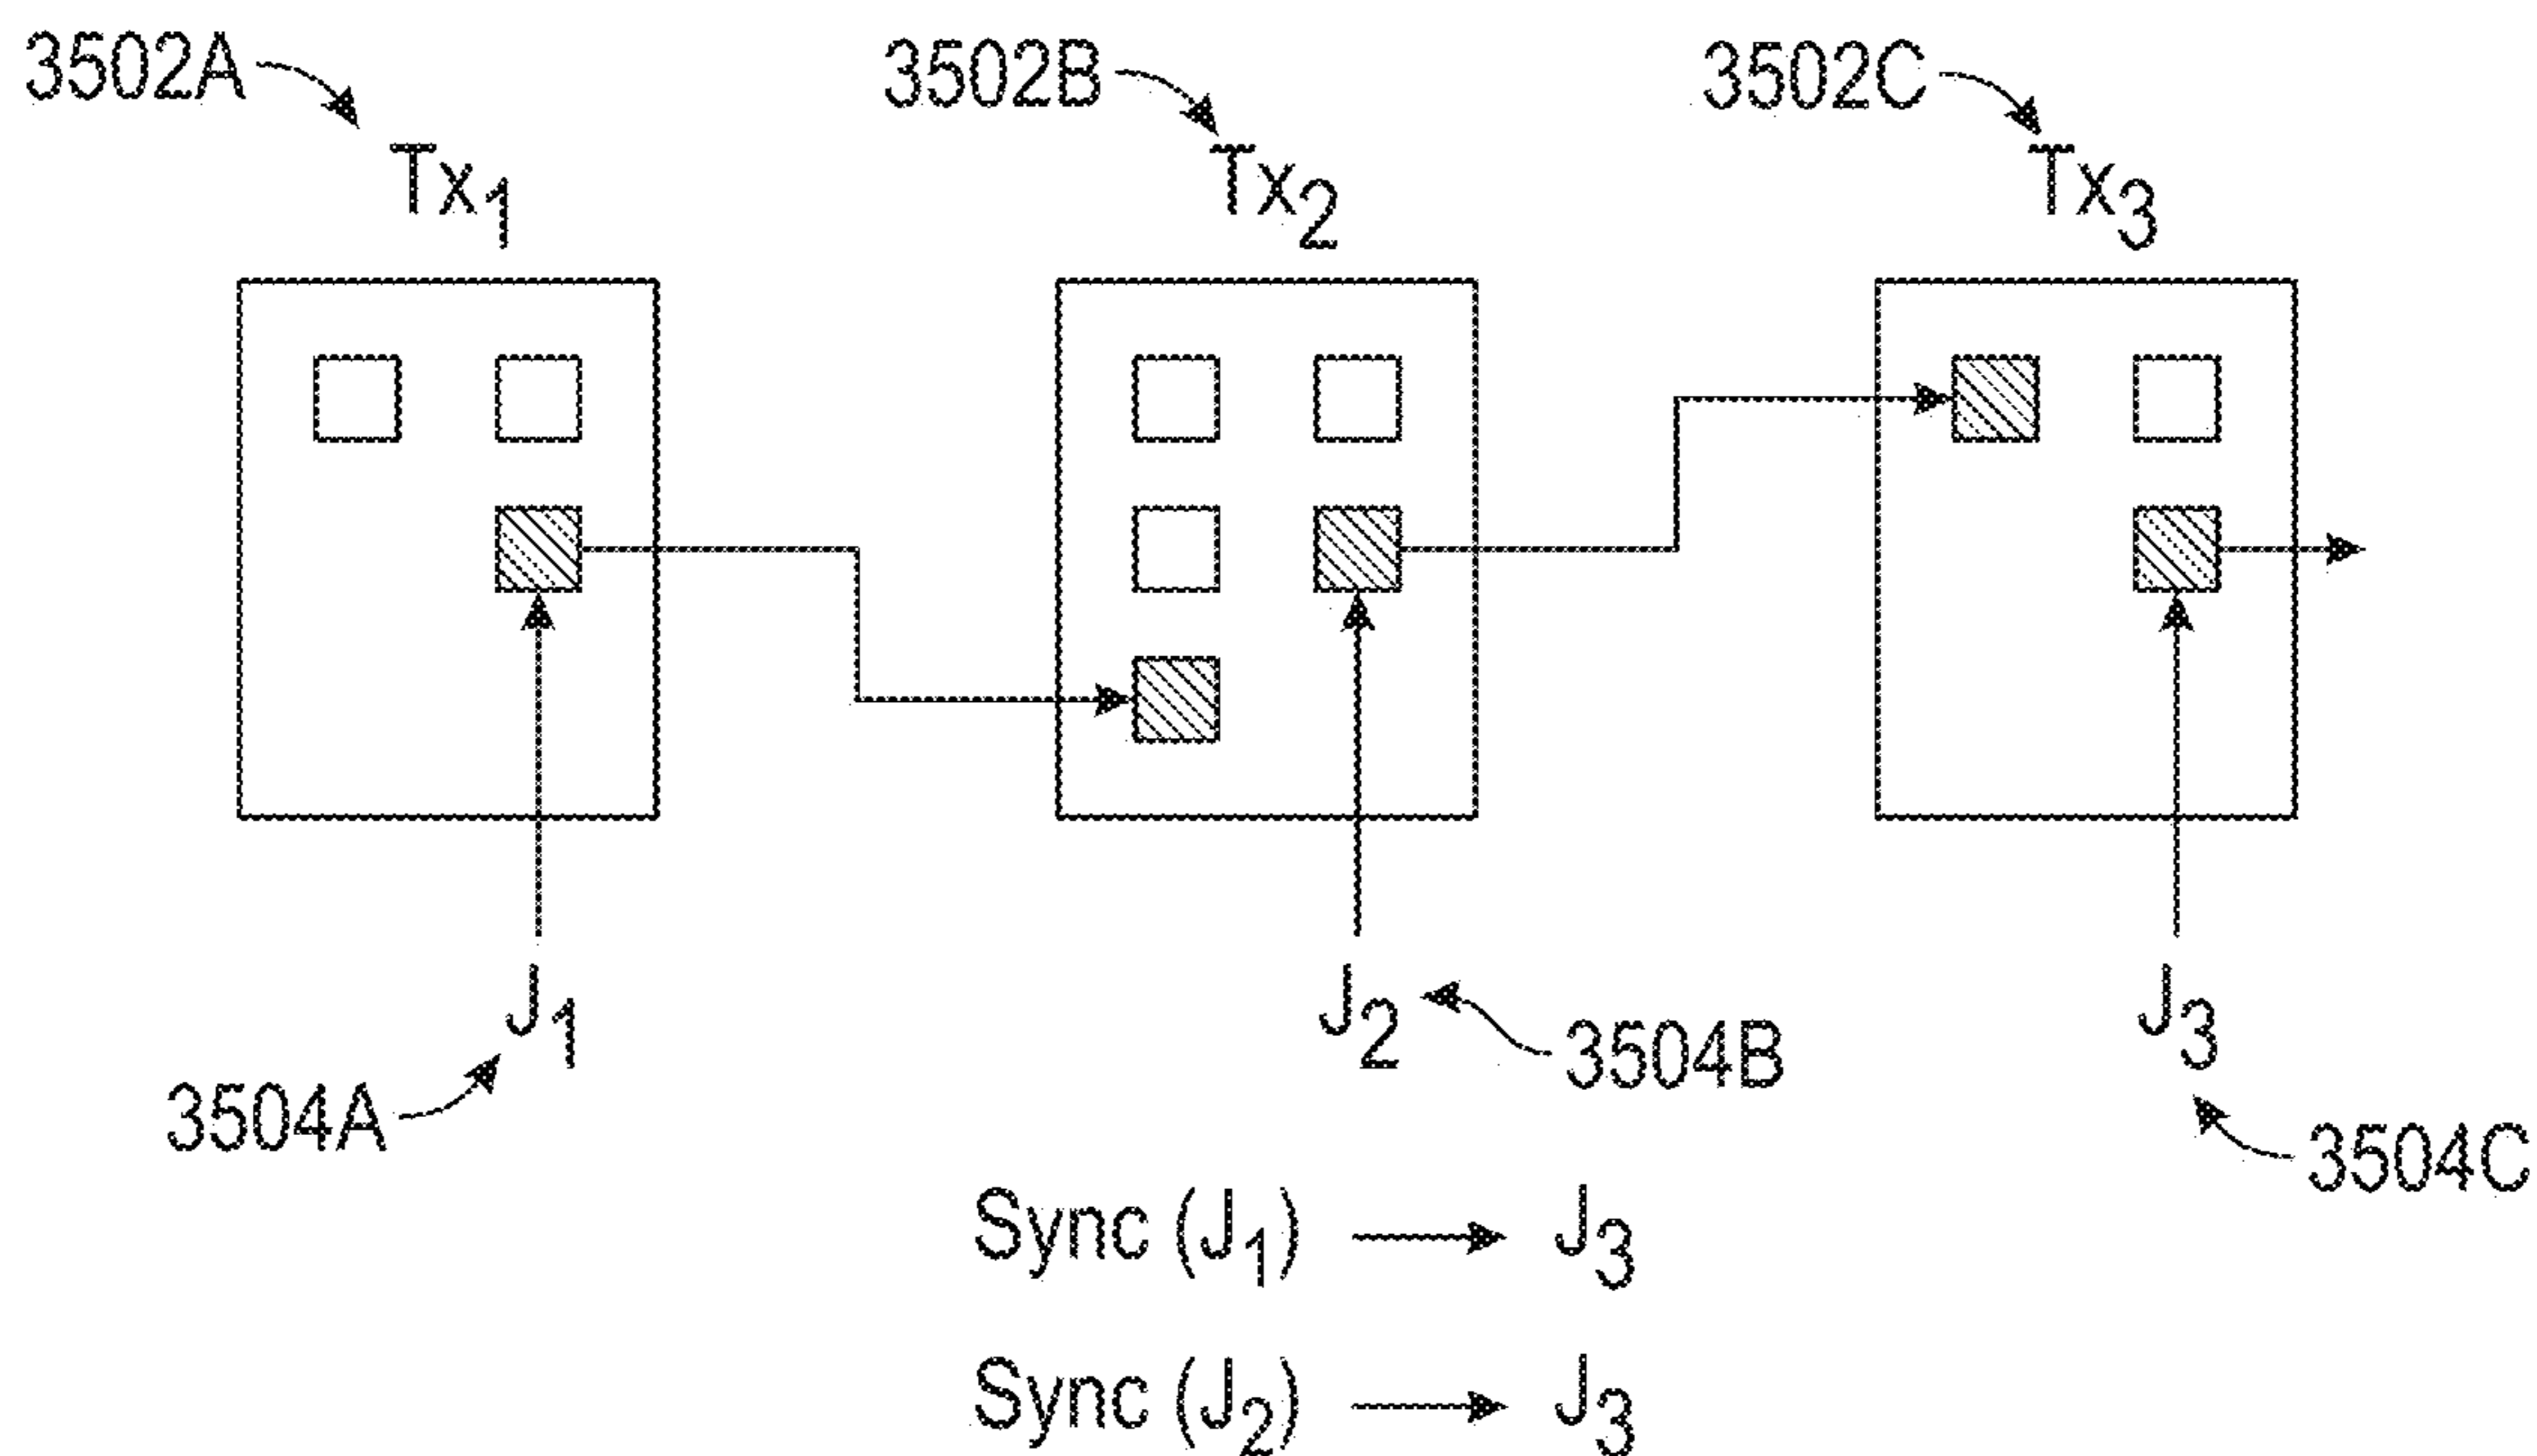 3502A
3502B
3502C
Tx1
Tx2
Tx3
J1
J2
J3
3504A
3504B
3504C
Sync (J1) → J3
Sync (J2) → J3